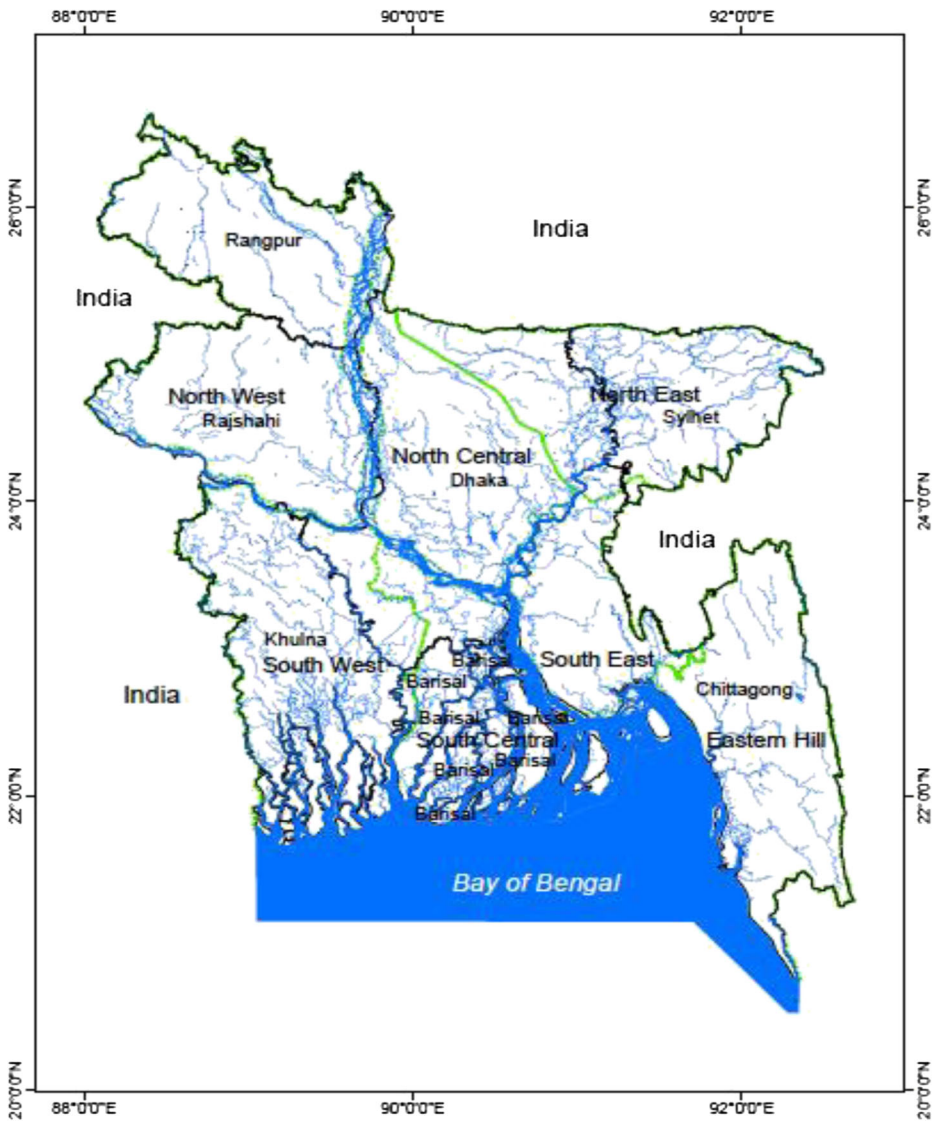 88°0'0"E
90°0'0"E
92°0'0"E
26°0'0"N
26°0'0"N
India
Rangpur
India
North West
Rajshahi
North East
Sylhet
North Central
Dhaka
24°0'0"N
24°0'0"N
India
Khulna
South West
Barisal
South East
Barisal
Chittagong
India
Barisal
Barisal
South Central
Eastern Hill
Barisal
Barisal
22°0'0"N
22°0'0"N
Barisal
Bay of Bengal
20°0'0"N
20°0'0"N
88°0'0"E
90°0'0"E
92°0'0"E